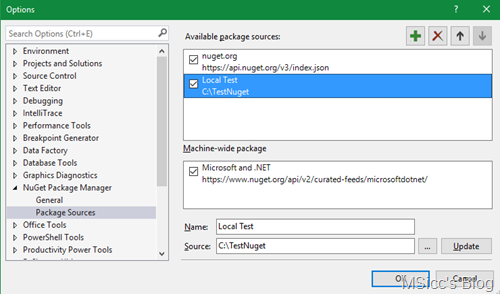 Options
Search Options (Ctrl+E)
Environment
Projects and Solutions
Source Control
Text Editor
Debugging
IntelliTrace
Performance Tools
Breakpoint Generator
Data Factory
Database Tools
Graphics Diagnostics
NuGet Package Manager
General
Package Sources
Office Tools
PowerShell Tools
Productivity Power Tools
Available package sources:
nuget.org
https://api.nuget.org/v3/index.json
Local Test
C:\TestNuget
Machine-wide package
Microsoft and .NET
https://www.nuget.org/api/v2/curated-feeds/microsoftdotnet/
Name: Local Test
Source: C:\TestNuget ... Update
OK Cancel
MSicc's Blog